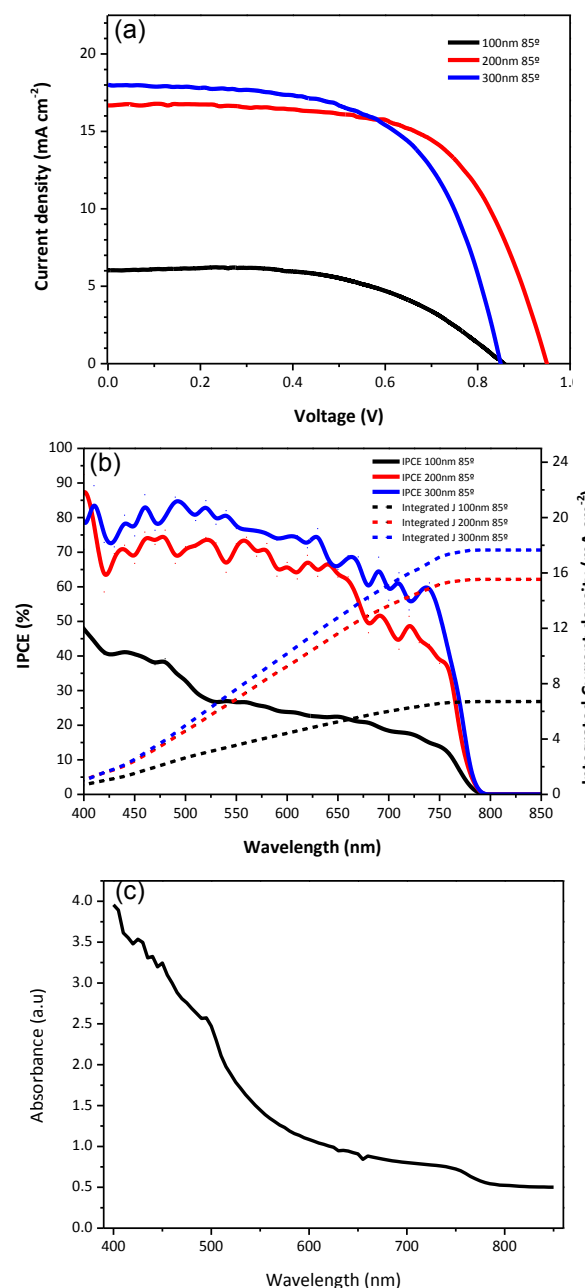 (a)
100nm 85º
200nm 85º
300nm 85º
Current density (mA cm⁻²)
20
15
10
5
0
0.0 0.2 0.4 0.6 0.8 1.0
Voltage (V)
(b)
IPCE 100nm 85º
IPCE 200nm 85º
IPCE 300nm 85º
Integrated J 100nm 85º
Integrated J 200nm 85º
Integrated J 300nm 85º
IPCE (%)
100
90
80
70
60
50
40
30
20
10
0
24
20
16
12
8
4
0
400 450 500 550 600 650 700 750 800 850
Wavelength (nm)
(c)
Absorbance (a.u)
4.0
3.5
3.0
2.5
2.0
1.5
1.0
0.5
0.0
400 500 600 700 800
Wavelength (nm)